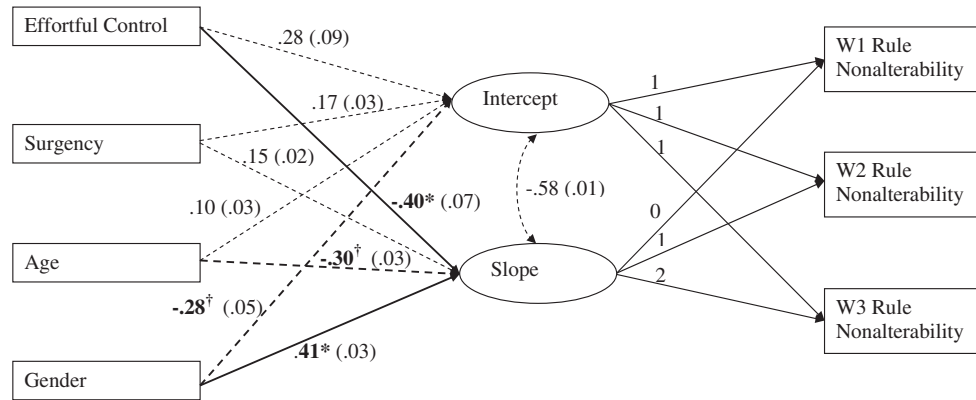 Effortful Control
Surgency
Age
Gender
.28 (.09)
.17 (.03)
.15 (.02)
.10 (.03)
-.40* (.07)
-.30† (.03)
-.28† (.05)
.41* (.03)
Intercept
-.58 (.01)
Slope
1
1
1
0
1
2
W1 Rule
Nonalterability
W2 Rule
Nonalterability
W3 Rule
Nonalterability